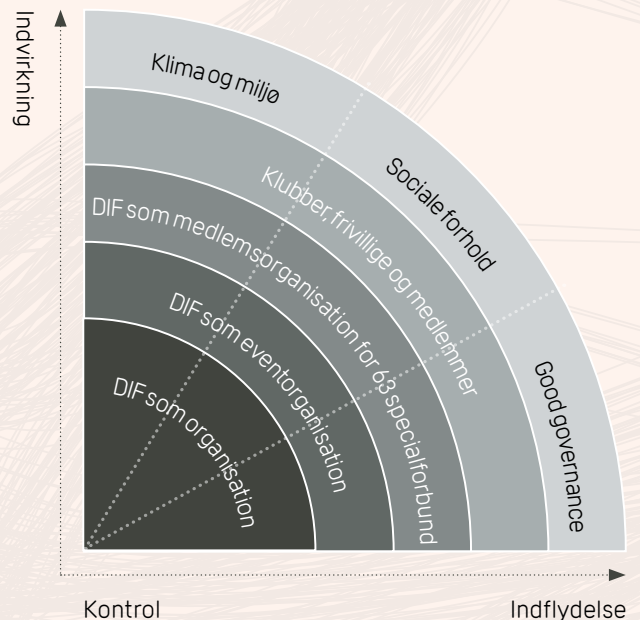 Indvirkning
Klima og miljø
Sociale forhold
Good governance
Klubber, frivillige og medlemmer
DIF som medlemsorganisation for 63 specialforbund
DIF som eventorganisation
DIF som organisation
Kontrol
Indflydelse